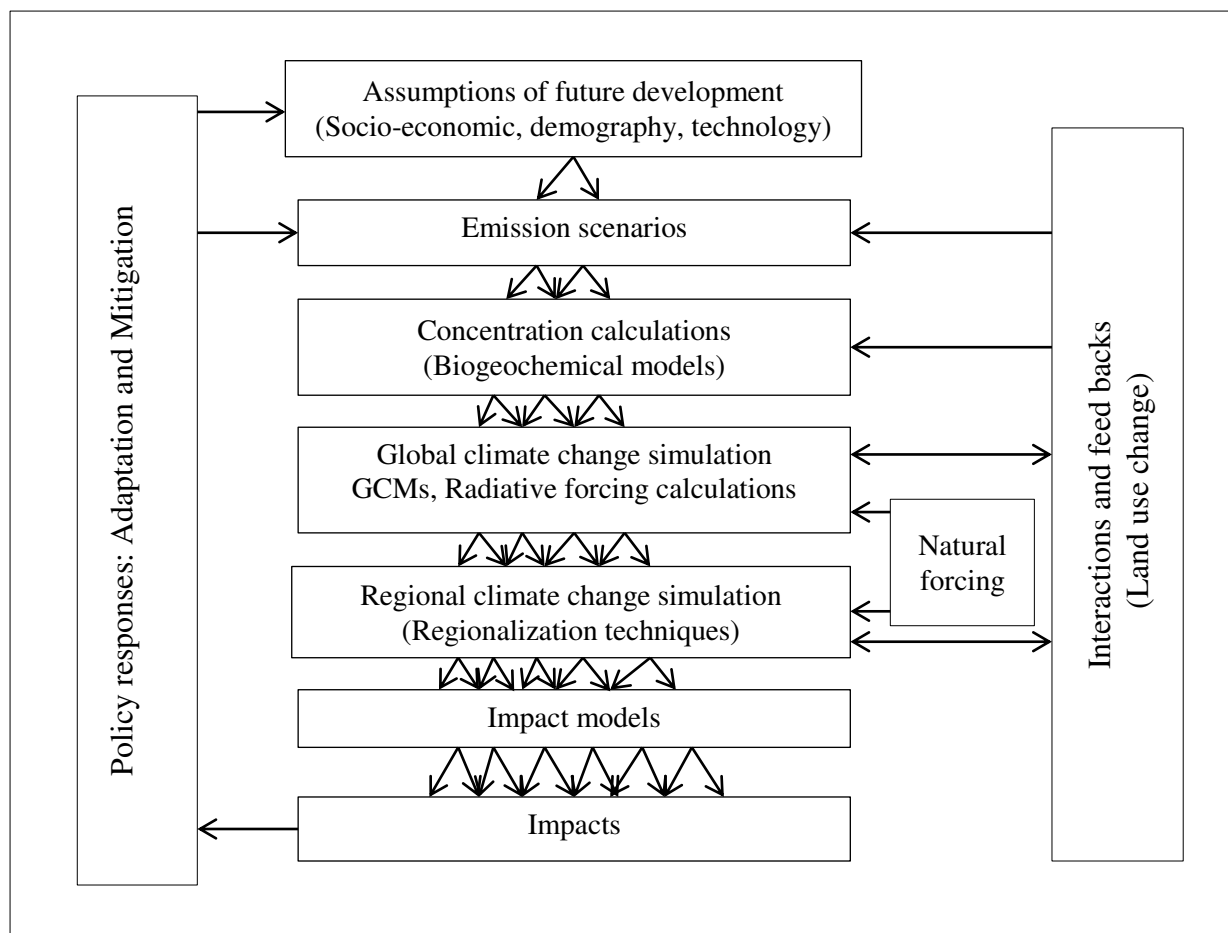 Policy responses: Adaptation and Mitigation
Assumptions of future development
(Socio-economic, demography, technology)
Emission scenarios
Concentration calculations
(Biogeochemical models)
Global climate change simulation
GCMs, Radiative forcing calculations
Natural
forcing
Regional climate change simulation
(Regionalization techniques)
Impact models
Impacts
Interactions and feed backs
(Land use change)